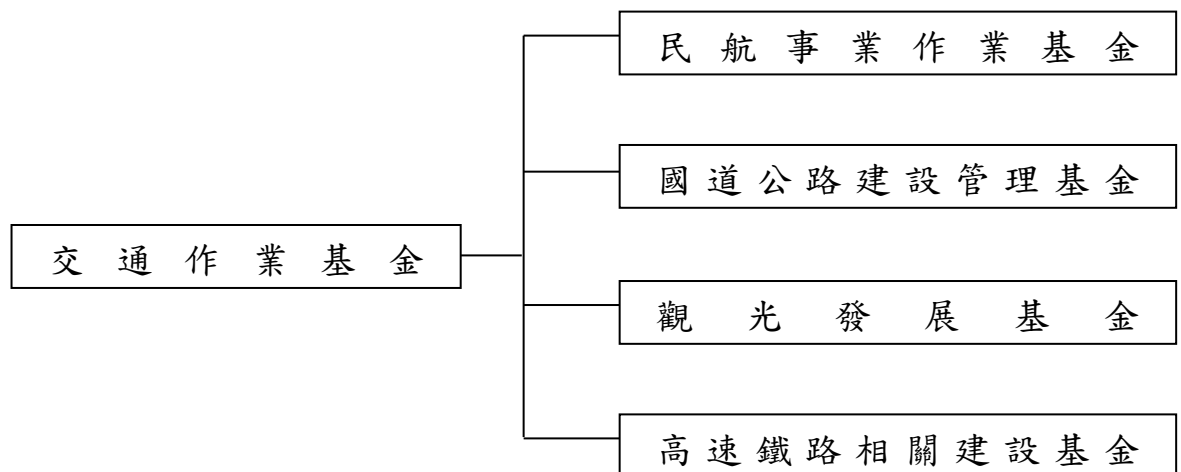 民航事業作業基金
國道公路建設管理基金
交通作業基金
觀光發展基金
高速鐵路相關建設基金